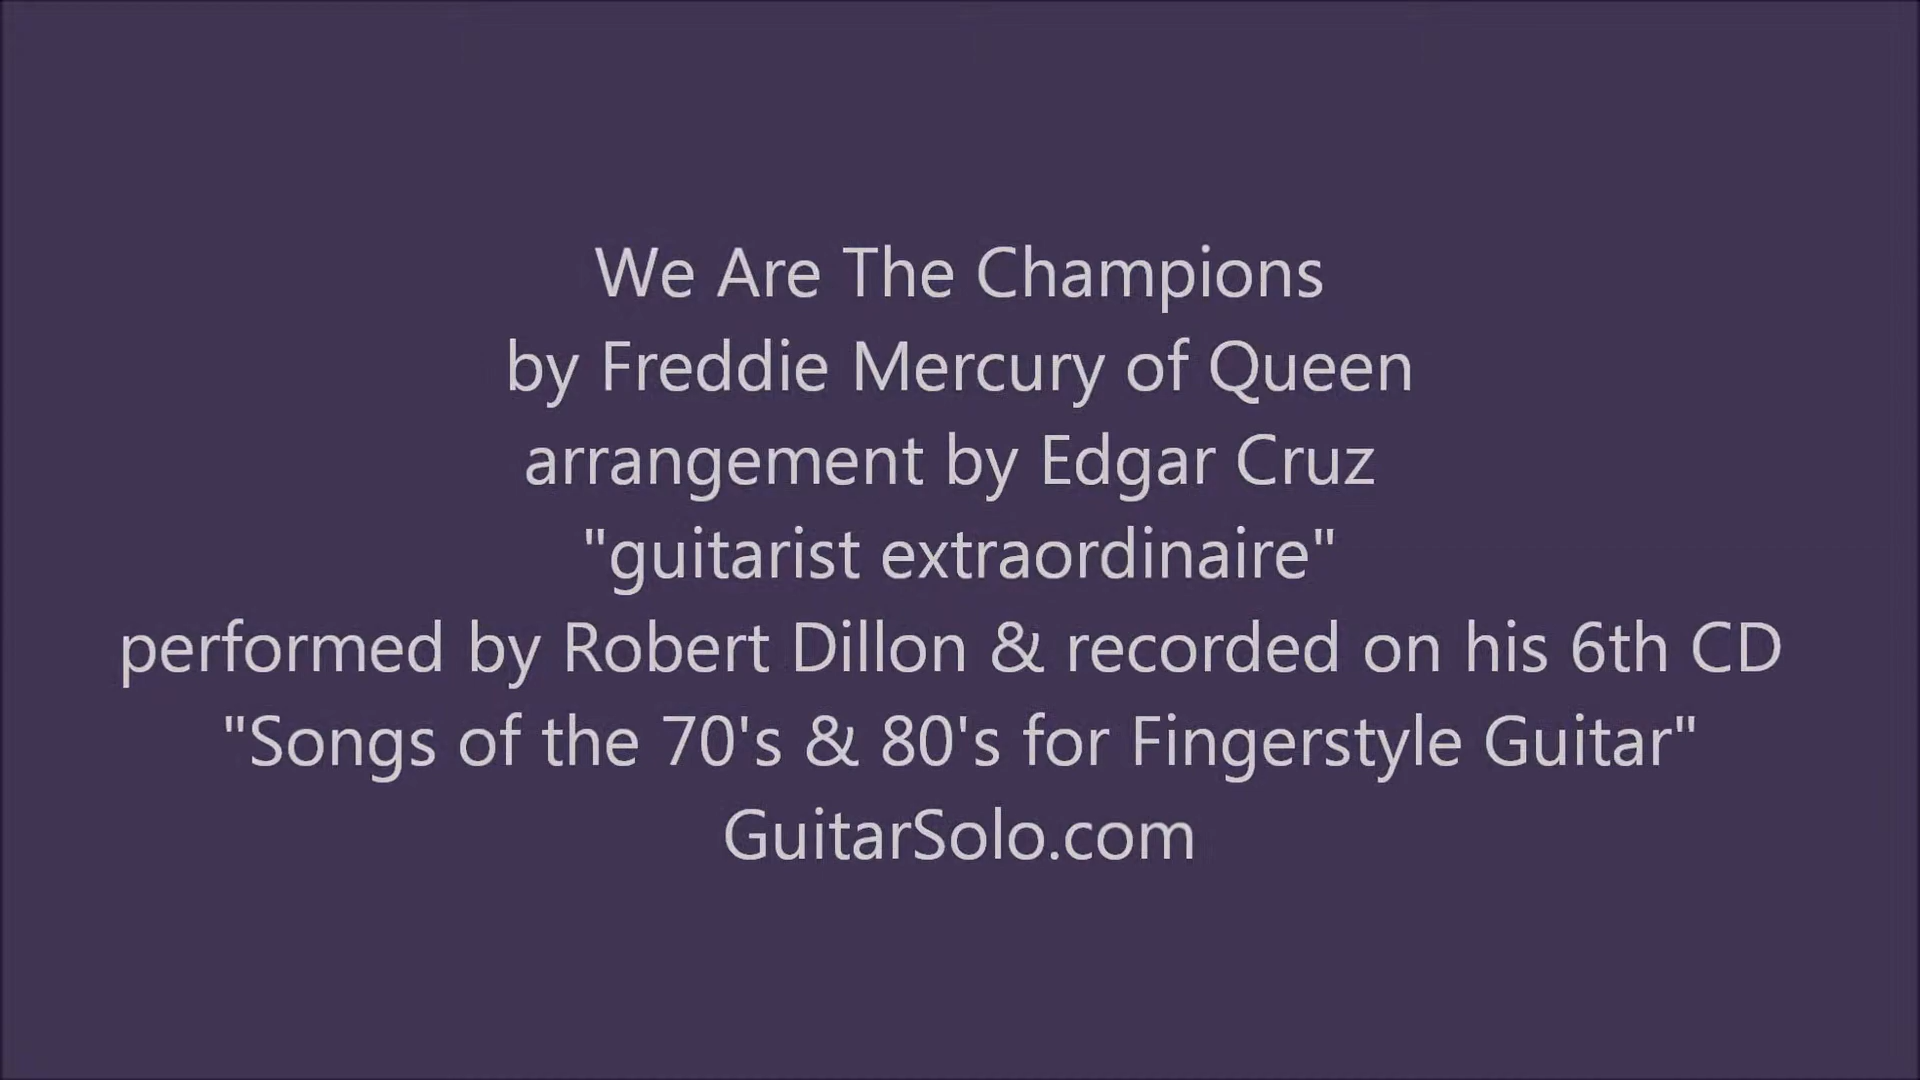 We Are The Champions
by Freddie Mercury of Queen
arrangement by Edgar Cruz
"guitarist extraordinaire"
performed by Robert Dillon & recorded on his 6th CD
"Songs of the 70's & 80's for Fingerstyle Guitar"
GuitarSolo.com